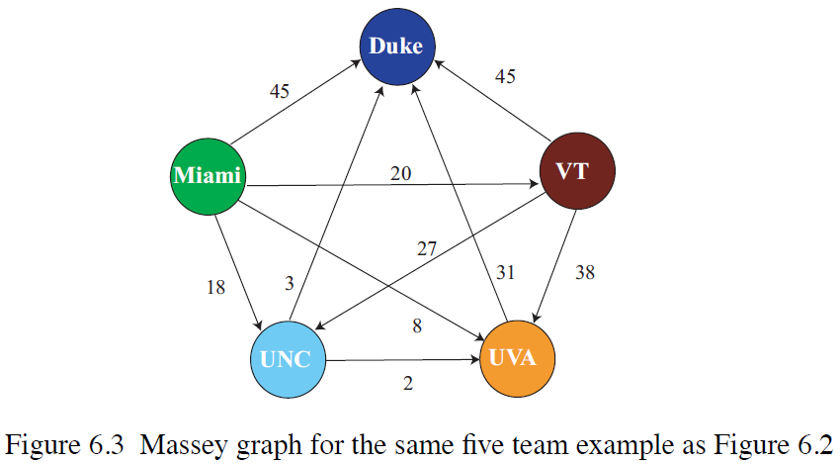 Duke
45
45
Miami
20
VT
27
18
3
31
38
8
UNC
UVA
2
Figure 6.3 Massey graph for the same five team example as Figure 6.2